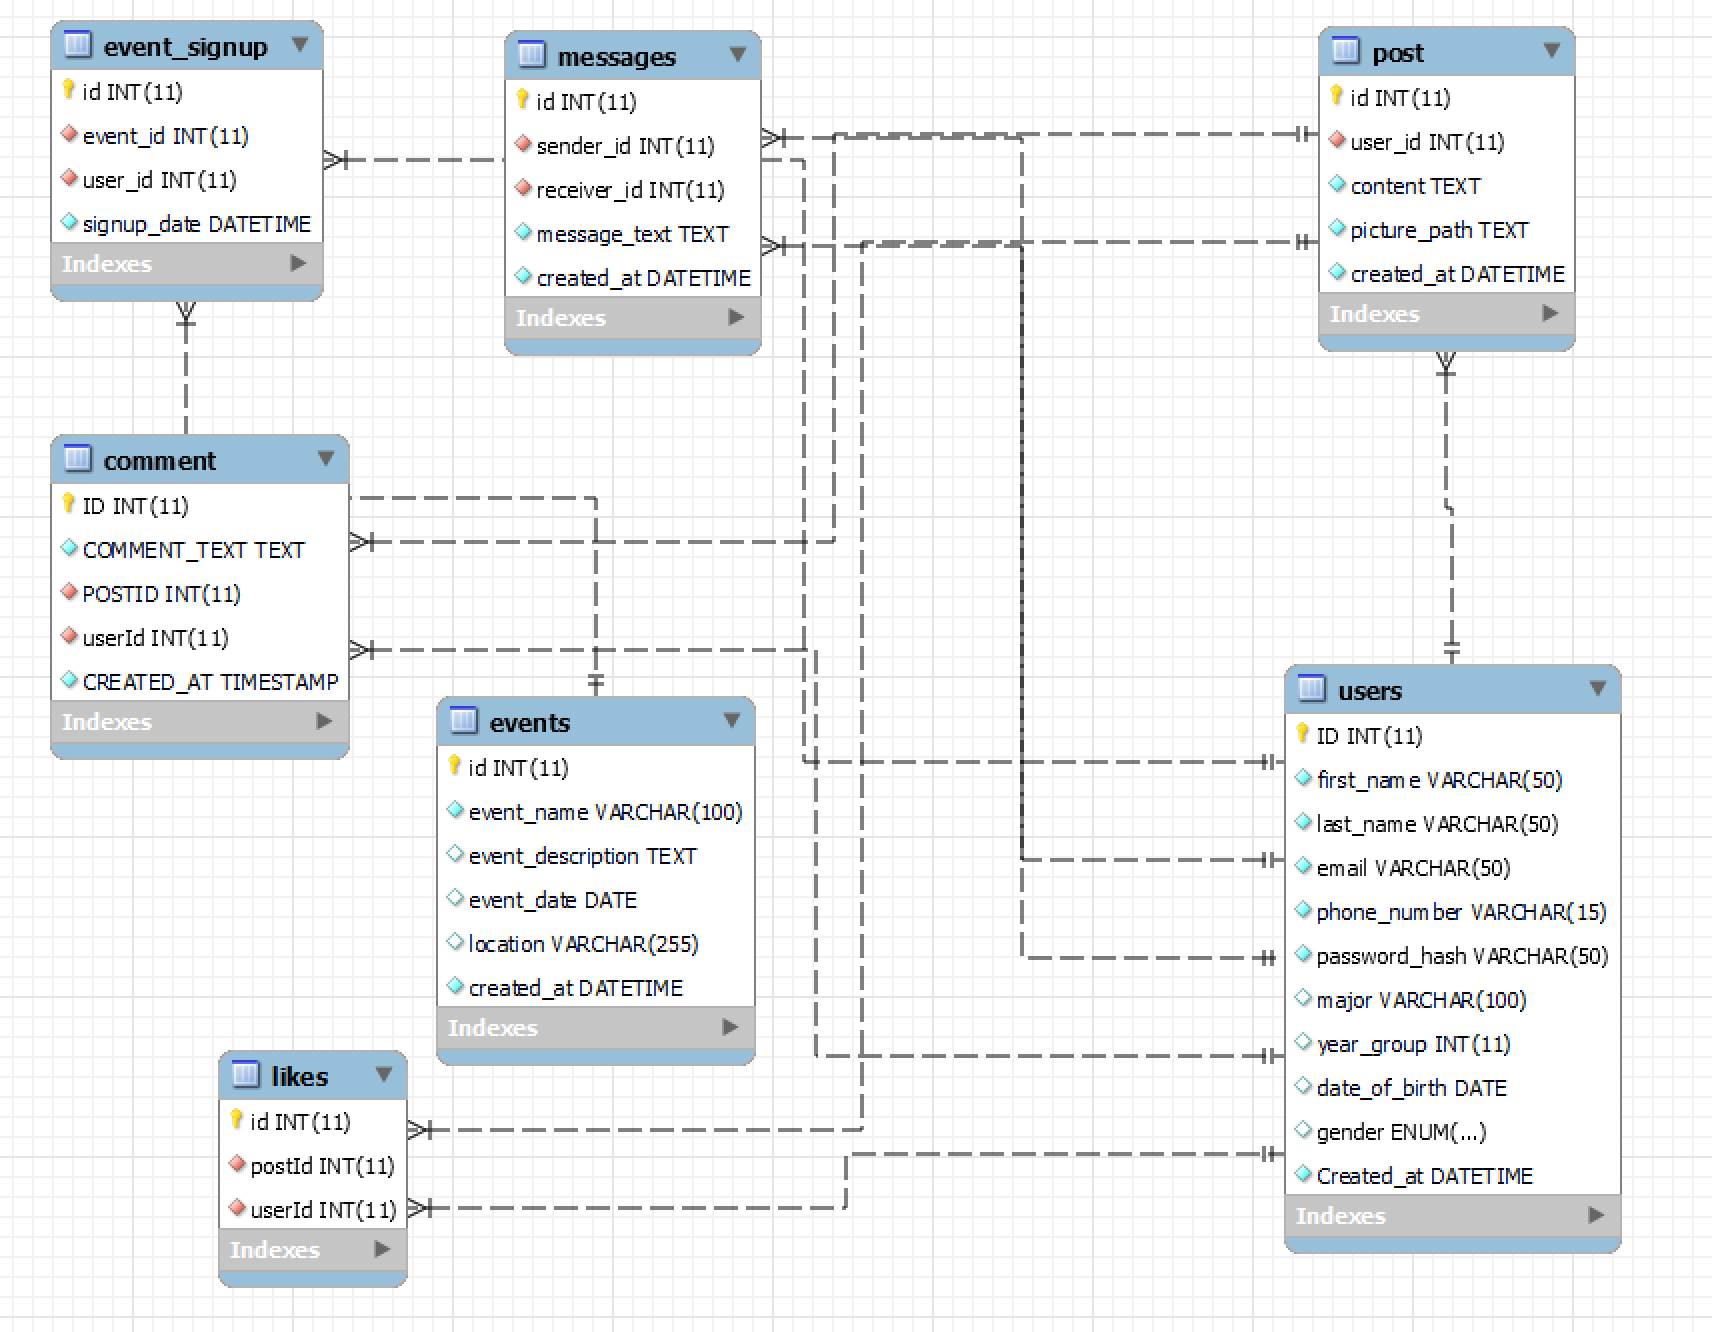 event_signup
id INT(11)
event_id INT(11)
user_id INT(11)
signup_date DATETIME
Indexes
messages
id INT(11)
sender_id INT(11)
receiver_id INT(11)
message_text TEXT
created_at DATETIME
Indexes
post
id INT(11)
user_id INT(11)
content TEXT
picture_path TEXT
created_at DATETIME
Indexes
comment
ID INT(11)
COMMENT_TEXT TEXT
POSTID INT(11)
userId INT(11)
CREATED_AT TIMESTAMP
Indexes
events
id INT(11)
event_name VARCHAR(100)
event_description TEXT
event_date DATE
location VARCHAR(255)
created_at DATETIME
Indexes
users
ID INT(11)
first_name VARCHAR(50)
last_name VARCHAR(50)
email VARCHAR(50)
phone_number VARCHAR(15)
password_hash VARCHAR(50)
major VARCHAR(100)
year_group INT(11)
date_of_birth DATE
gender ENUM(...)
Created_at DATETIME
Indexes
likes
id INT(11)
postId INT(11)
userId INT(11)
Indexes